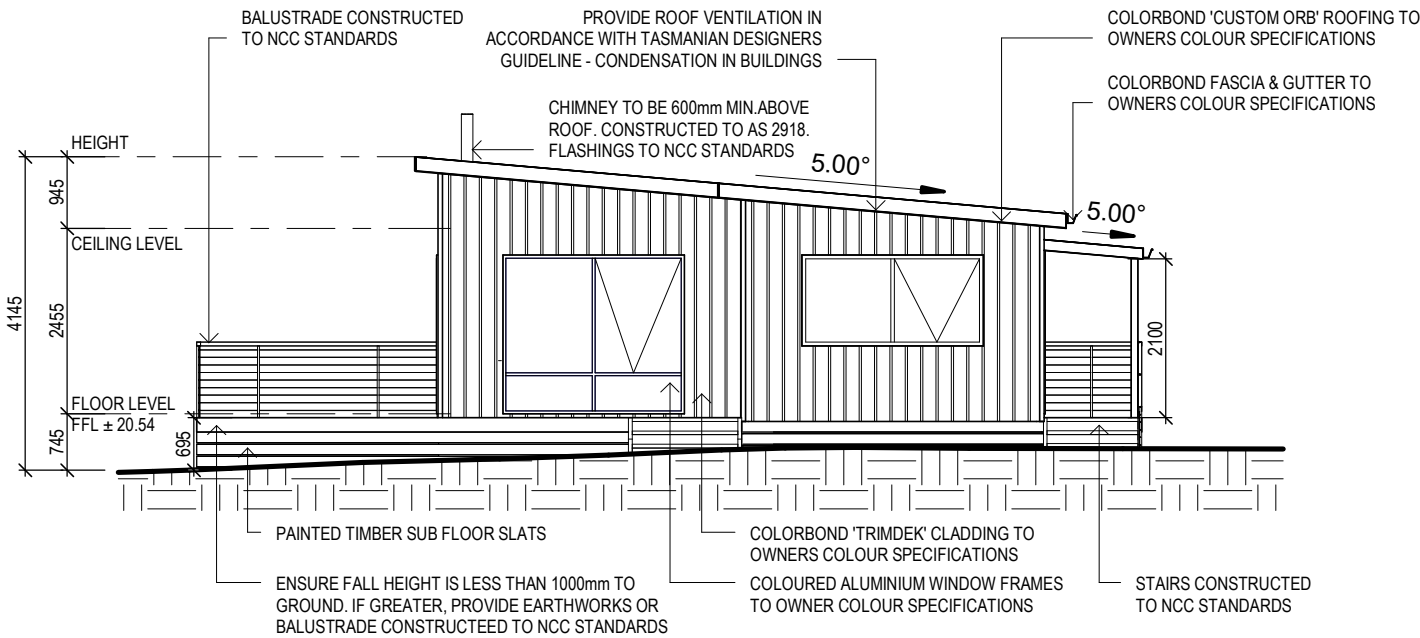 BALUSTRADE CONSTRUCTED
TO NCC STANDARDS
PROVIDE ROOF VENTILATION IN
ACCORDANCE WITH TASMANIAN DESIGNERS
GUIDELINE - CONDENSATION IN BUILDINGS
COLORBOND 'CUSTOM ORB' ROOFING TO
OWNERS COLOUR SPECIFICATIONS
COLORBOND FASCIA & GUTTER TO
OWNERS COLOUR SPECIFICATIONS
CHIMNEY TO BE 600mm MIN.ABOVE
ROOF. CONSTRUCTED TO AS 2918.
FLASHINGS TO NCC STANDARDS
HEIGHT
5.00°
5.00°
945
CEILING LEVEL
4145
2455
2100
FLOOR LEVEL
FFL ± 20.54
745
695
PAINTED TIMBER SUB FLOOR SLATS
COLORBOND 'TRIMDEK' CLADDING TO
OWNERS COLOUR SPECIFICATIONS
ENSURE FALL HEIGHT IS LESS THAN 1000mm TO
GROUND. IF GREATER, PROVIDE EARTHWORKS OR
BALUSTRADE CONSTRUCTEED TO NCC STANDARDS
COLOURED ALUMINIUM WINDOW FRAMES
TO OWNER COLOUR SPECIFICATIONS
STAIRS CONSTRUCTED
TO NCC STANDARDS